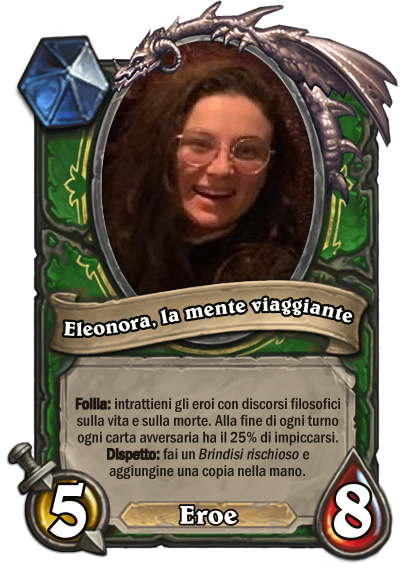 Eleonora, la mente viaggiante
Follia: intrattieni gli eroi con discorsi filosofici
sulla vita e sulla morte. Alla fine di ogni turno
ogni carta avversaria ha il 25% di impiccarsi.
Dispetto: fai un Brindisi rischioso e
aggiungine una copia nella mano.
5
Eroe
8